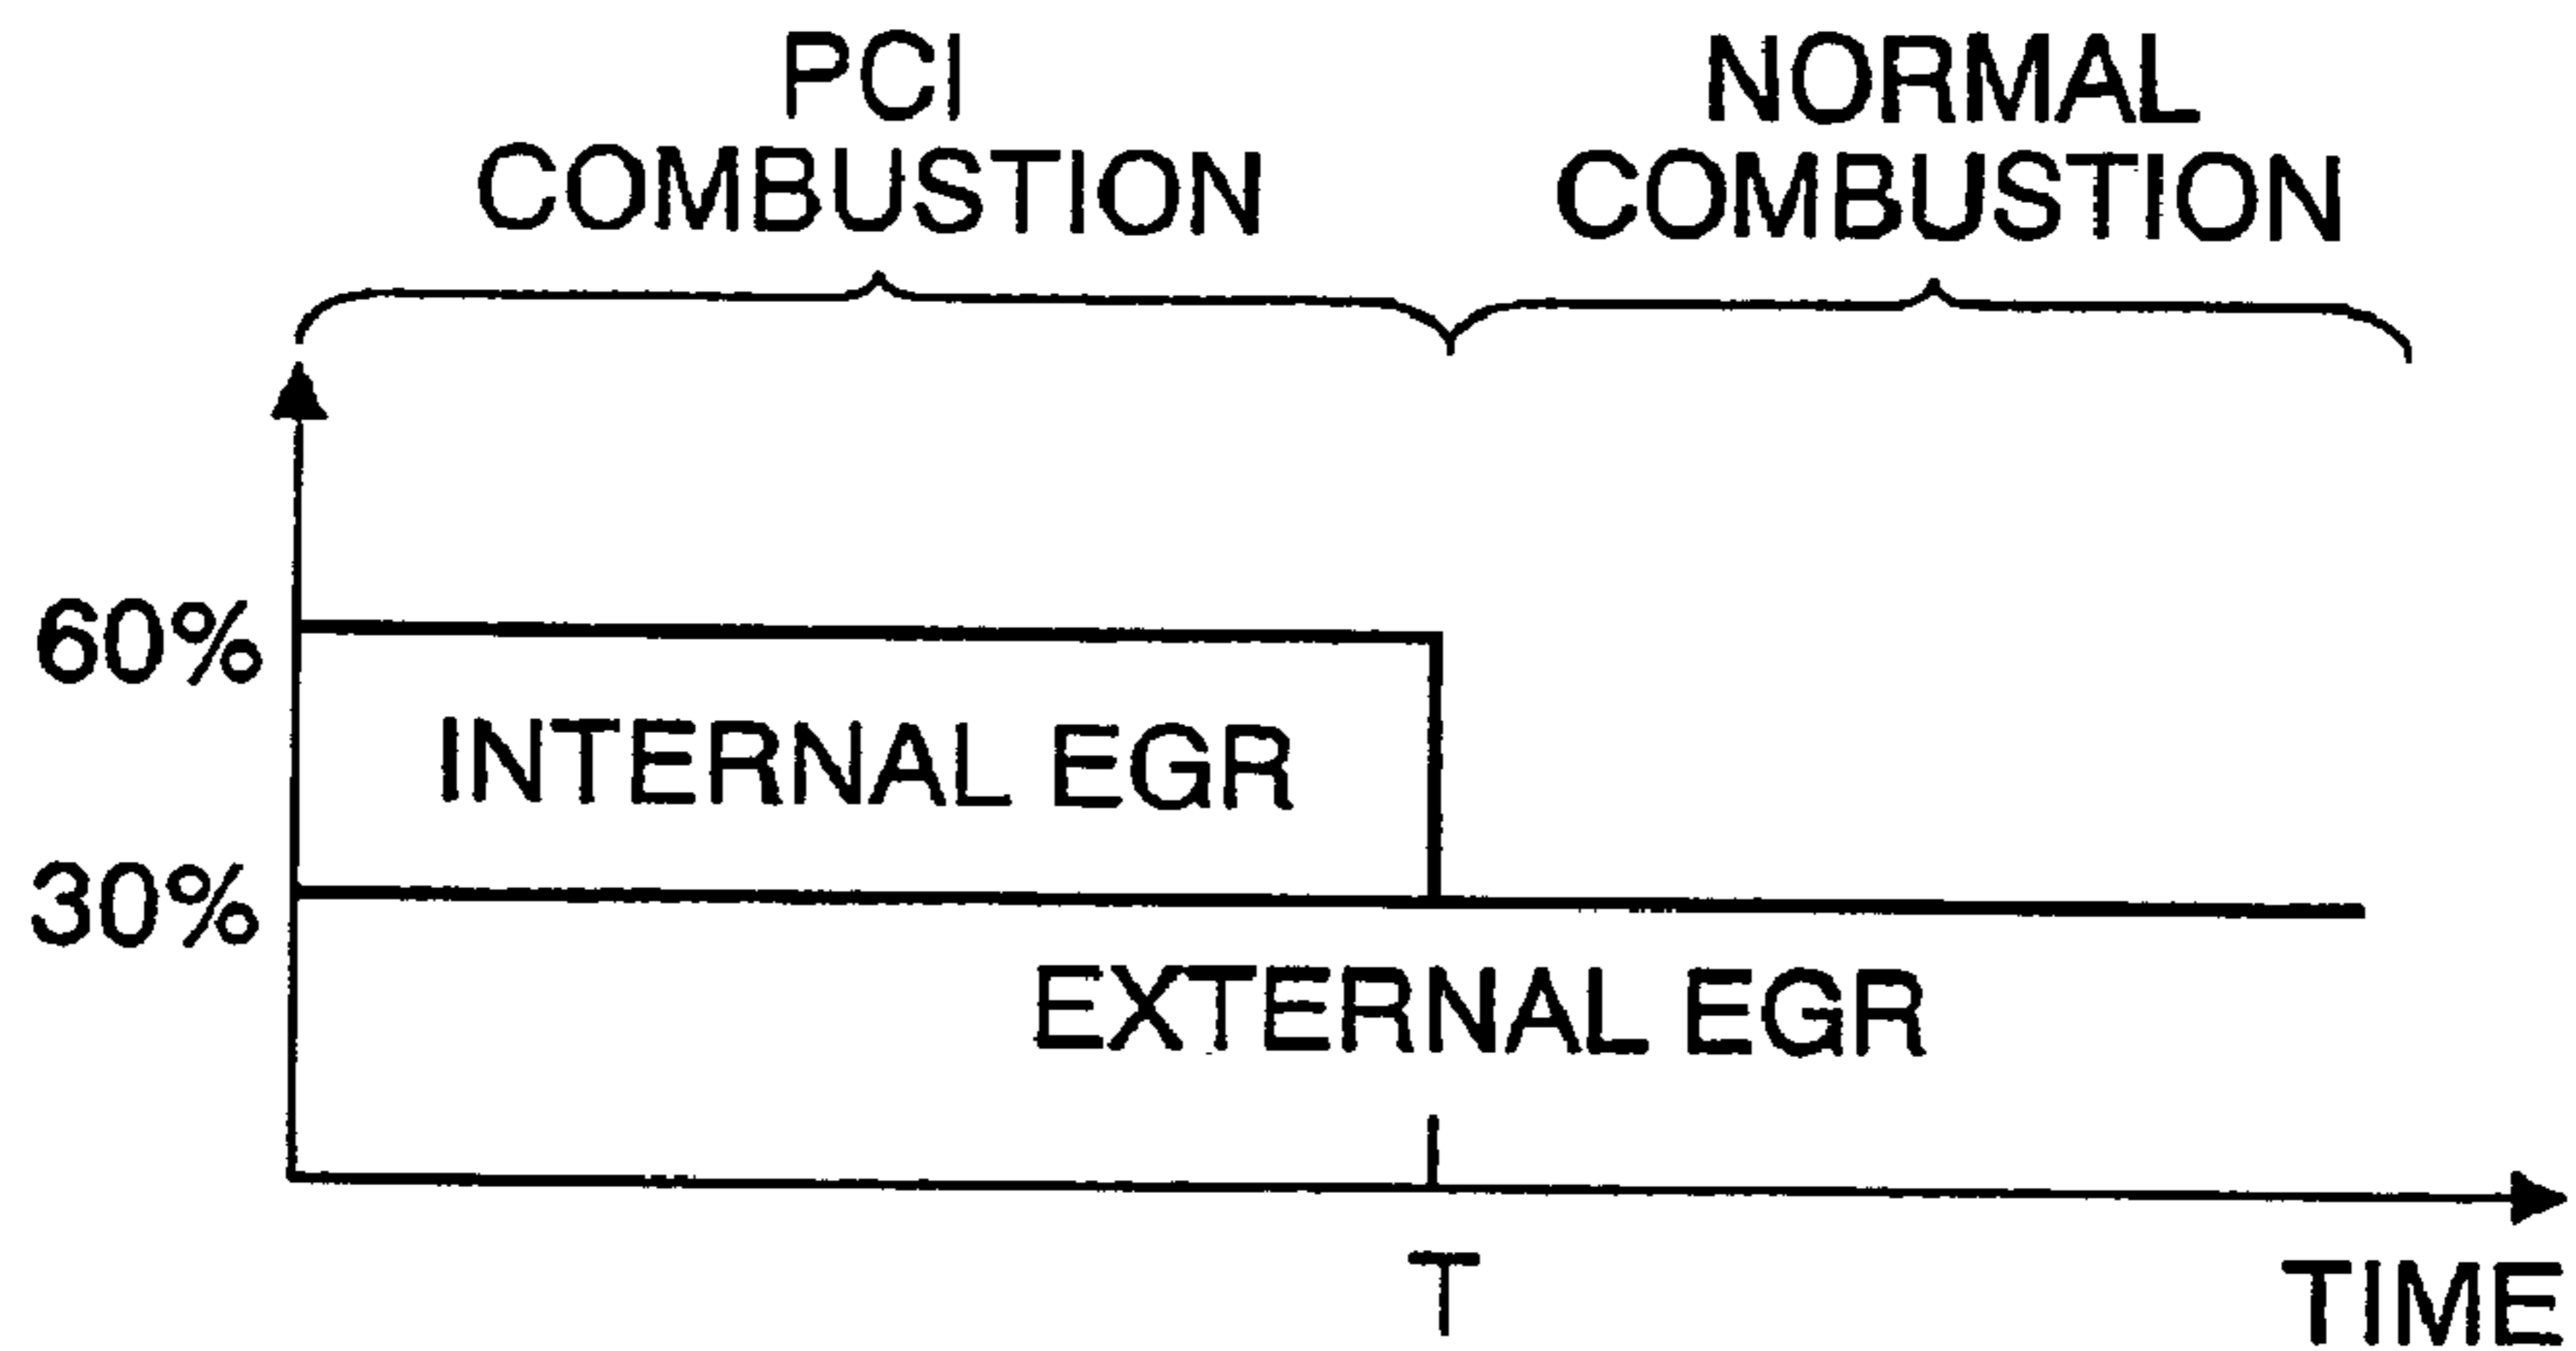 PCI
COMBUSTION
NORMAL
COMBUSTION
60%
INTERNAL EGR
30%
EXTERNAL EGR
T
TIME